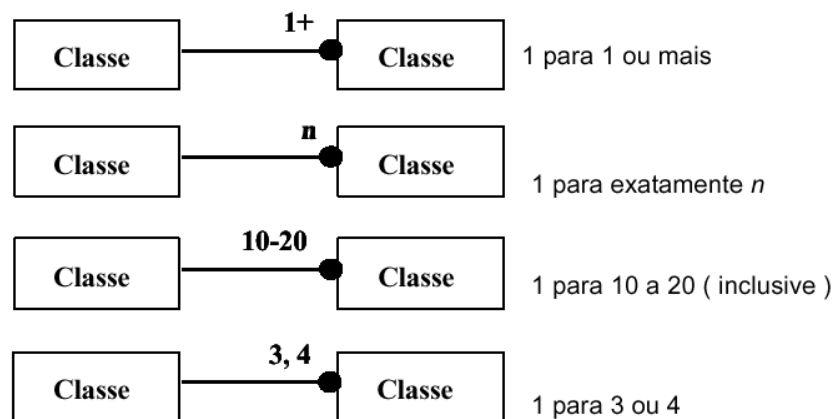 1+
Classe Classe 1 para 1 ou mais
n
Classe Classe 1 para exatamente n
10-20
Classe Classe 1 para 10 a 20 ( inclusive )
3, 4
Classe Classe 1 para 3 ou 4